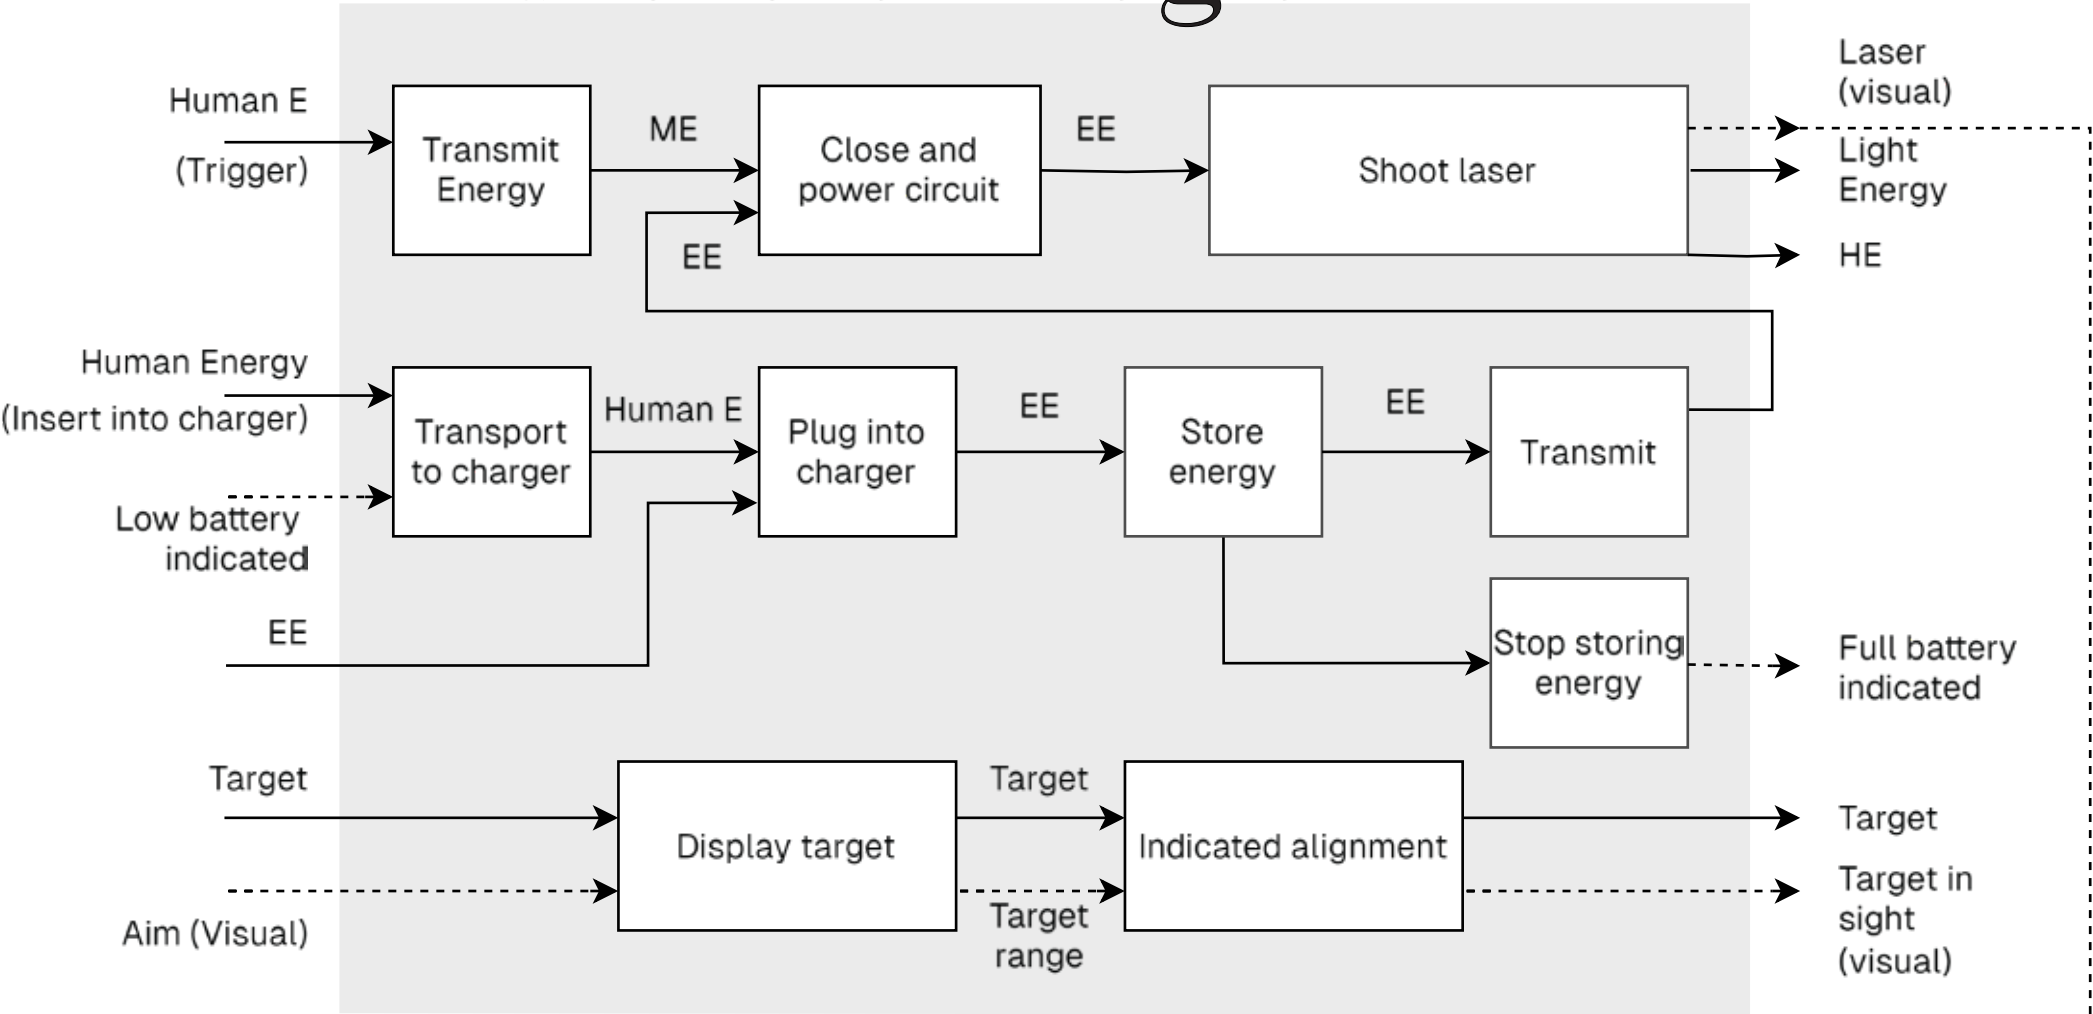 Laser
(visual)
Human E
(Trigger)
Transmit
Energy
ME
Close and
power circuit
EE
Shoot laser
Light
Energy
HE
EE
Human Energy
(Insert into charger)
Transport
to charger
Human E
Plug into
charger
EE
Store
energy
EE
Transmit
Low battery
indicated
EE
Stop storing
energy
Full battery
indicated
Target
Display target
Target
Indicated alignment
Target
Aim (Visual)
Target
range
Target in
sight
(visual)